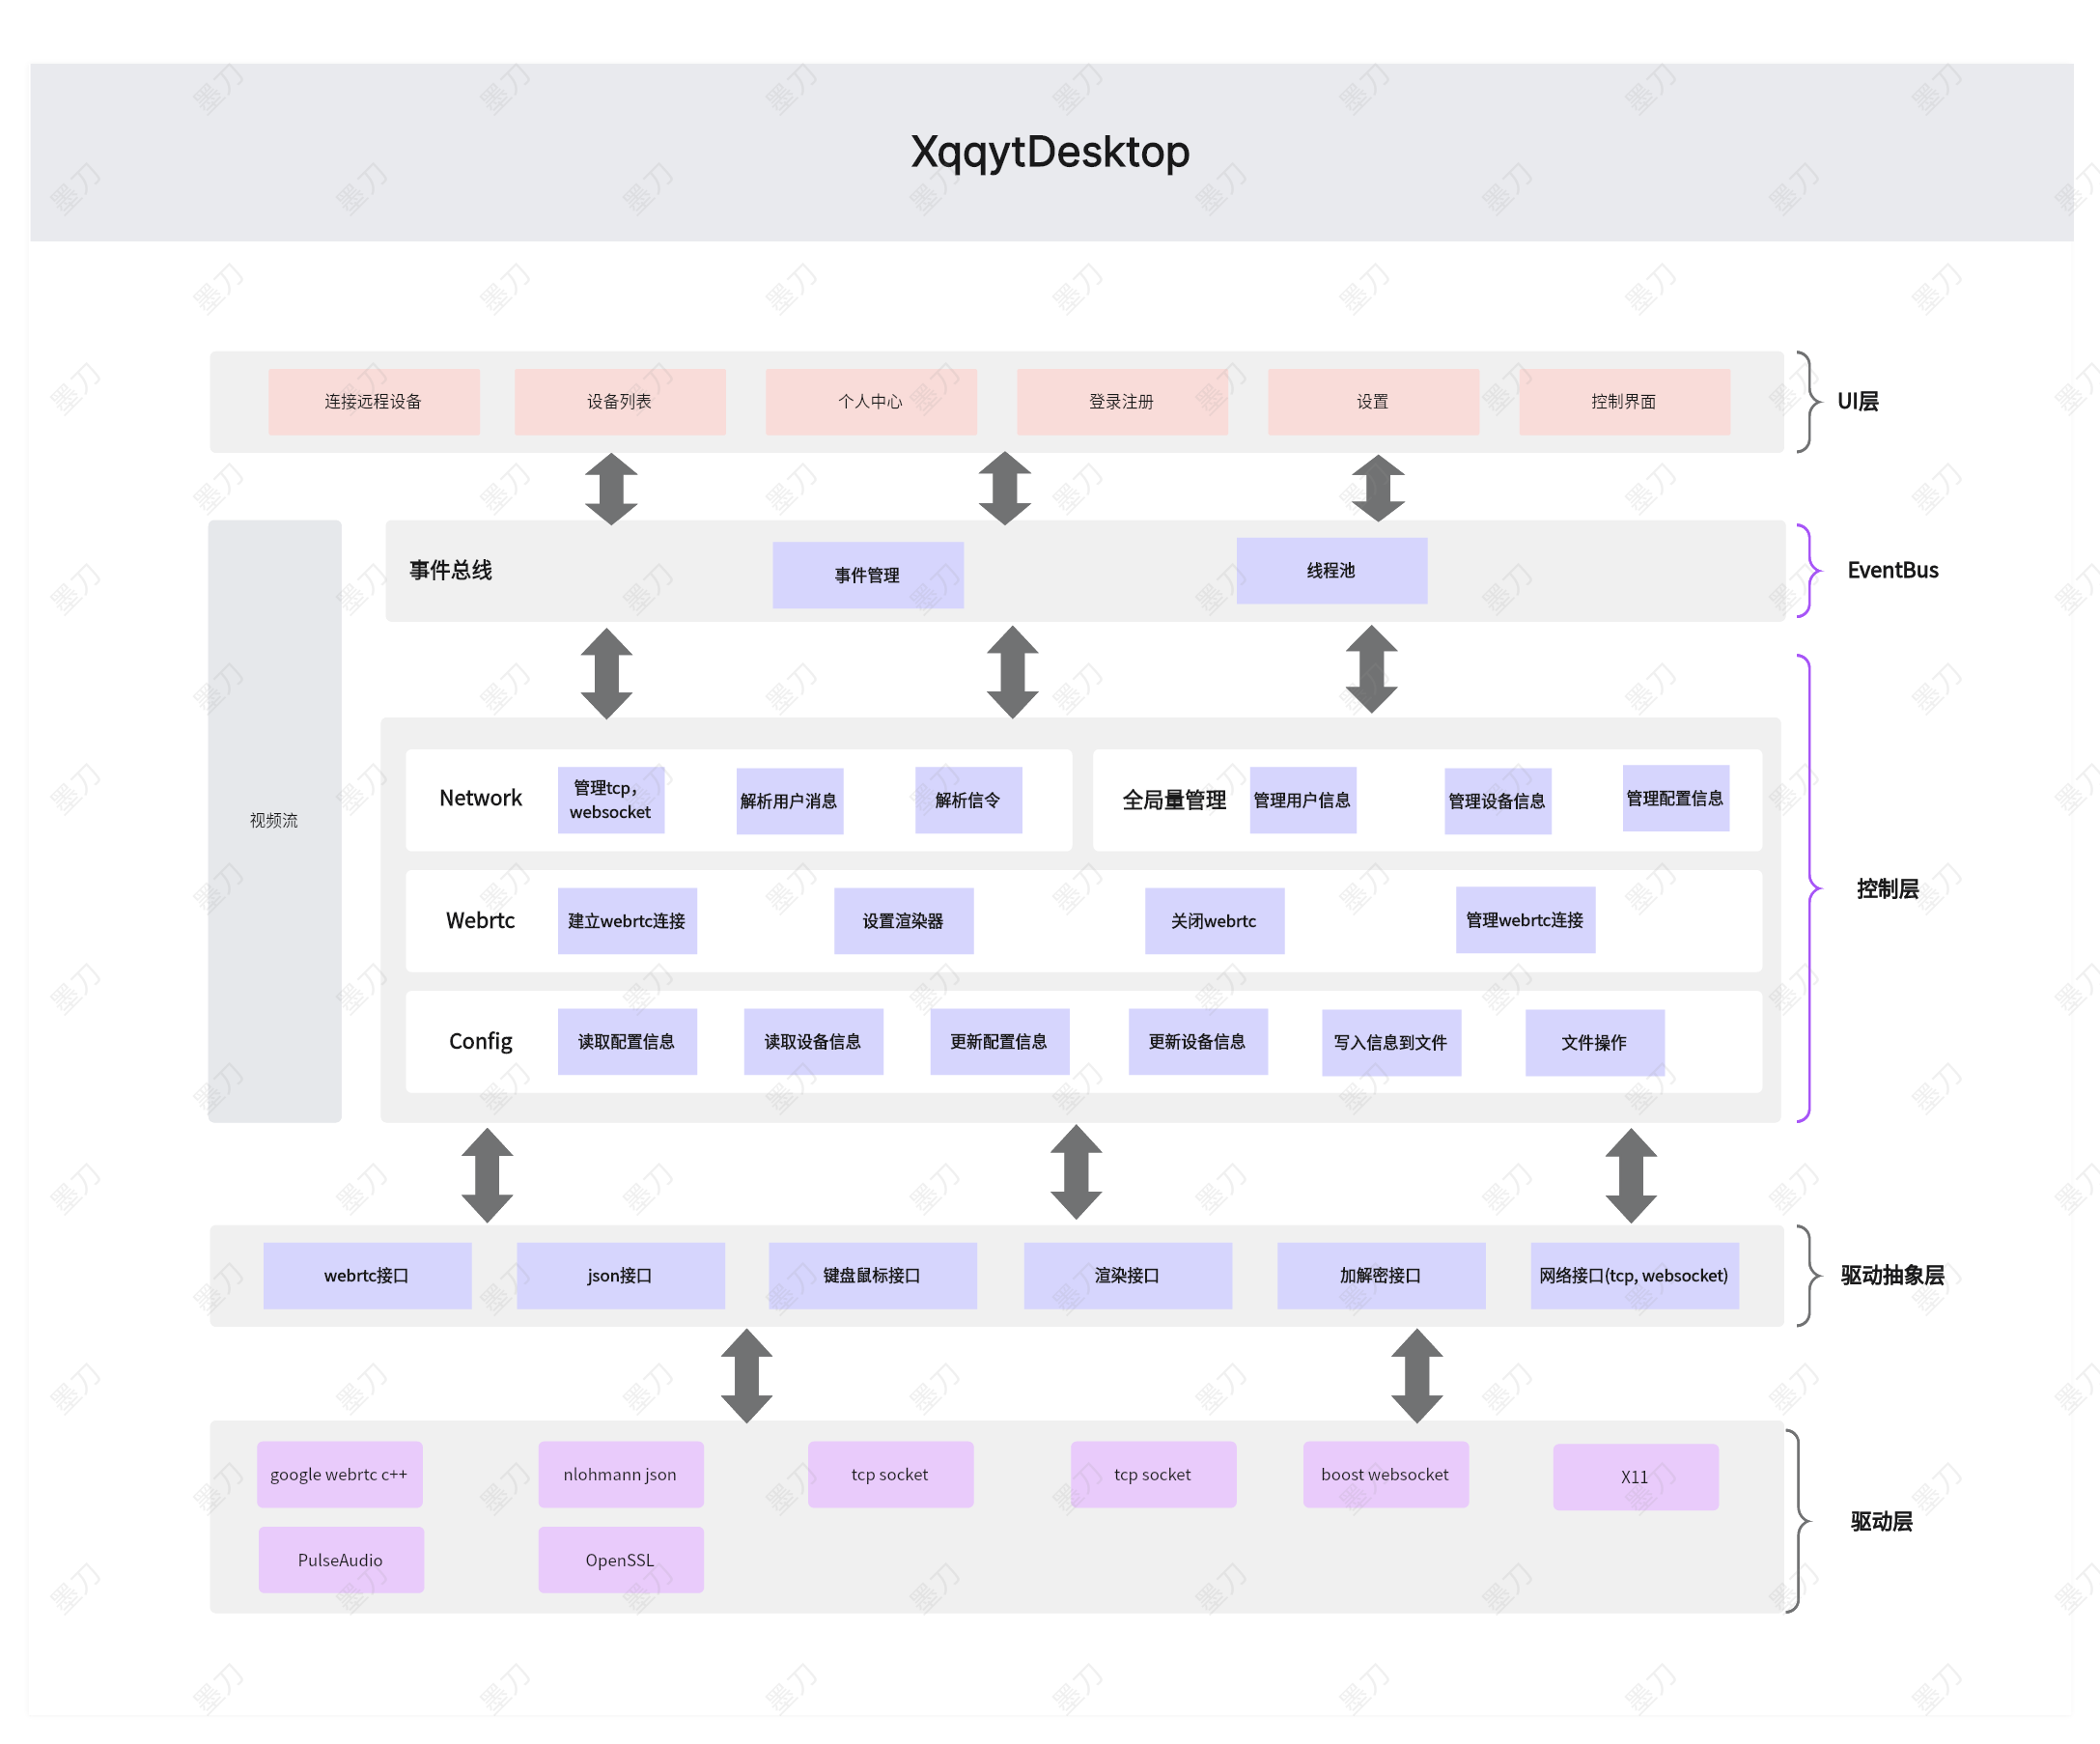 XqqytDesktop
连接远程设备
设备列表
个人中心
登录注册
设置
控制界面
UI层
事件总线
事件管理
线程池
EventBus
视频流
Network
管理tcp，
websocket
解析用户消息
解析信令
全局量管理
管理用户信息
管理设备信息
管理配置信息
Webrtc
建立webrtc连接
设置渲染器
关闭webrtc
管理webrtc连接
控制层
Config
读取配置信息
读取设备信息
更新配置信息
更新设备信息
写入信息到文件
文件操作
webrtc接口
json接口
键盘鼠标接口
渲染接口
加解密接口
网络接口(tcp, websocket)
驱动抽象层
google webrtc c++
nlohmann json
tcp socket
tcp socket
boost websocket
X11
驱动层
PulseAudio
OpenSSL
墨刀